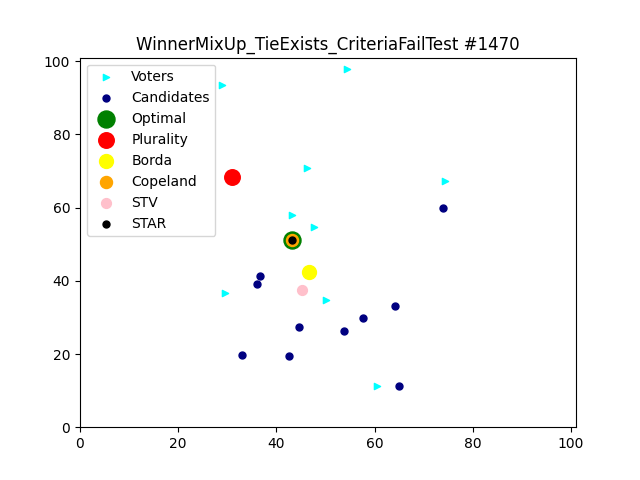 WinnerMixUp_TieExists_CriteriaFailTest #1470
100
80
60
40
20
0
Voters
Candidates
Optimal
Plurality
Borda
Copeland
STV
STAR
0 20 40 60 80 100